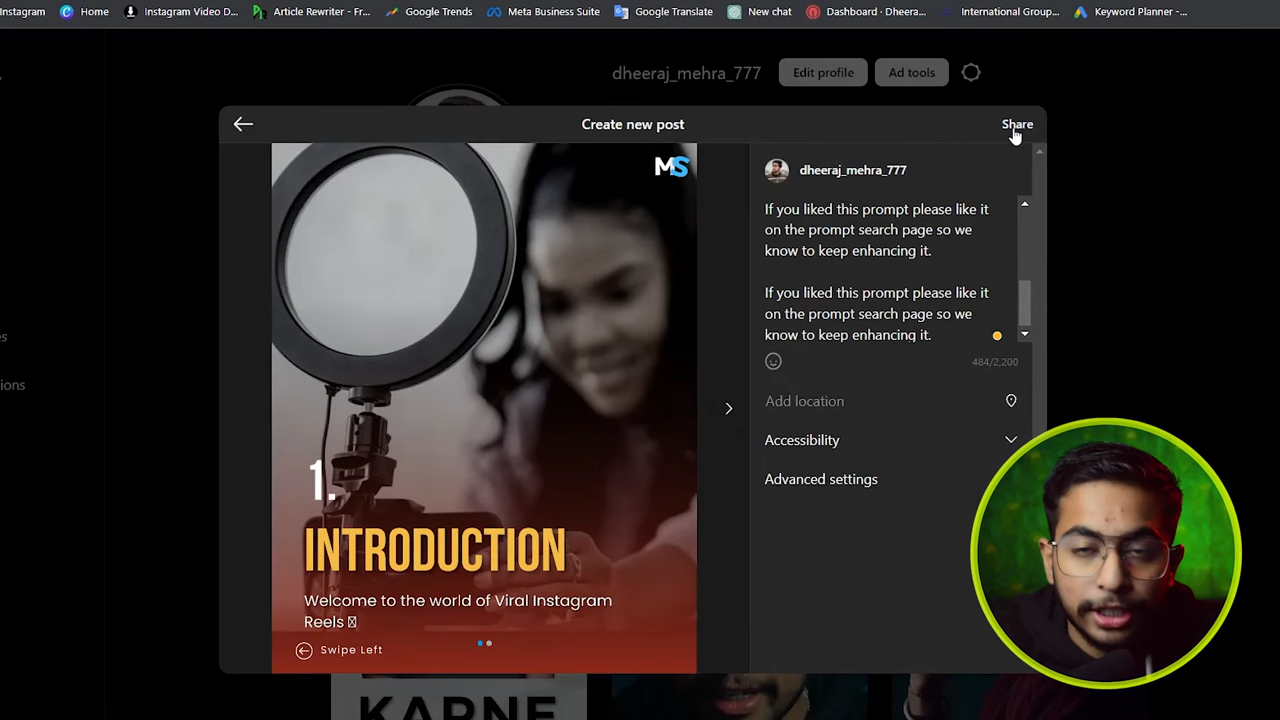 Instagram
Home
Instagram Video D...
Article Rewriter - Fr...
Google Trends
Meta Business Suite
Google Translate
New chat
Dashboard · Dheera...
International Group...
Keyword Planner -...
dheeraj_mehra_777
Edit profile
Ad tools
Create new post
Share
MS
dheeraj_mehra_777
If you liked this prompt please like it
on the prompt search page so we
know to keep enhancing it.
If you liked this prompt please like it
on the prompt search page so we
know to keep enhancing it.
484/2,200
Add location
Accessibility
Advanced settings
1.
INTRODUCTION
Welcome to the world of Viral Instagram
Reels
Swipe Left
KARNE